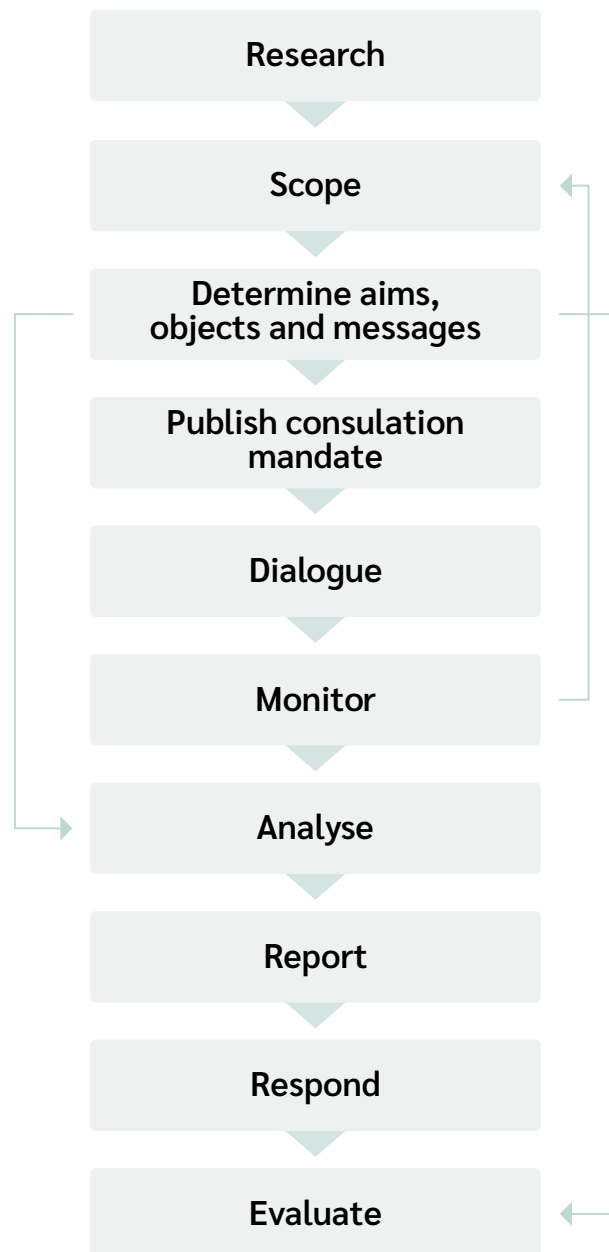 Research
Scope
Determine aims,
objects and messages
Publish consulation
mandate
Dialogue
Monitor
Analyse
Report
Respond
Evaluate